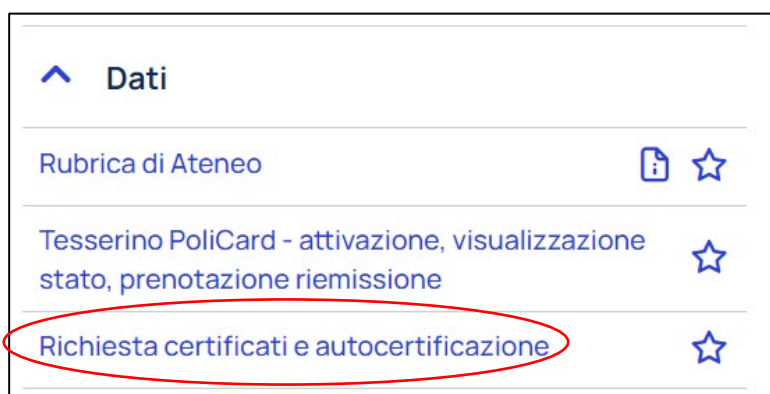 Dati
Rubrica di Ateneo
Tesserino PoliCard - attivazione, visualizzazione
stato, prenotazione riemissione
Richiesta certificati e autocertificazione